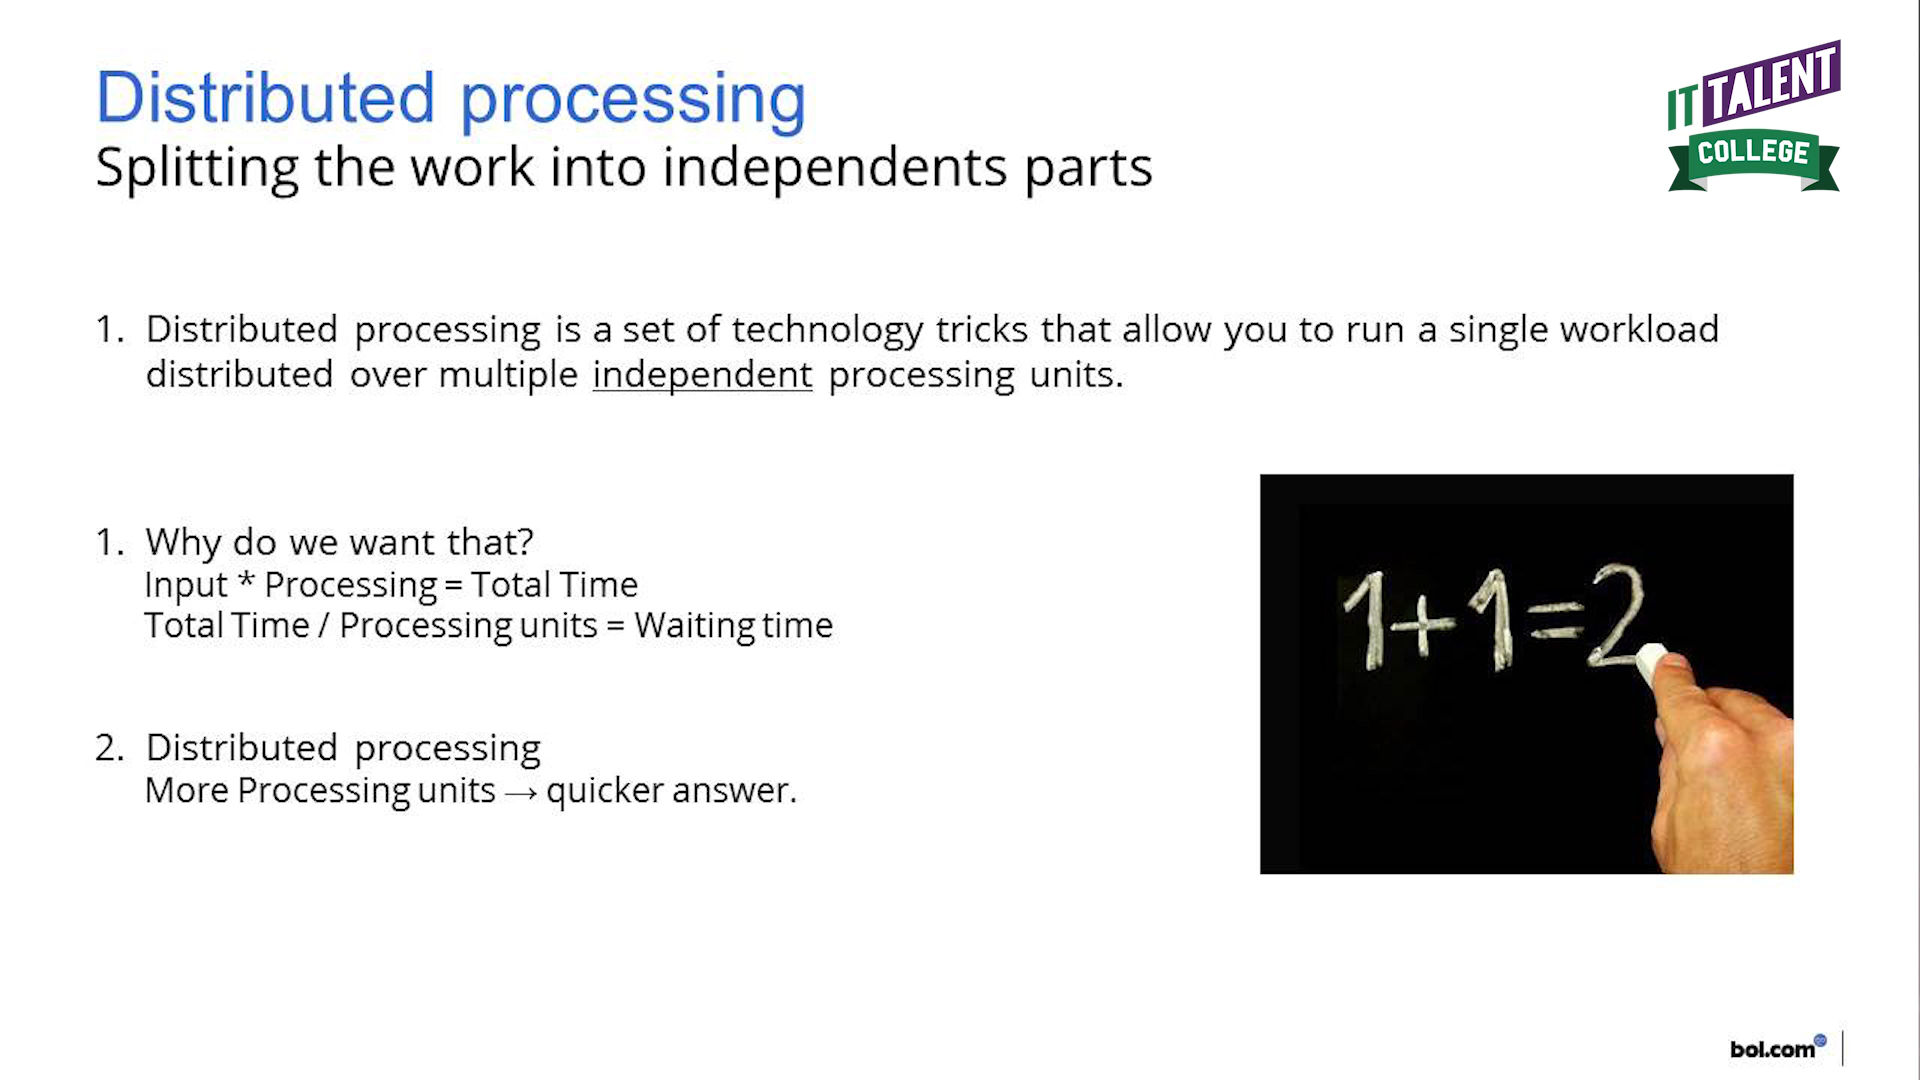 Distributed processing
Splitting the work into independents parts
IT TALENT
COLLEGE
1. Distributed processing is a set of technology tricks that allow you to run a single workload
distributed over multiple independent processing units.
1. Why do we want that?
Input * Processing = Total Time
Total Time / Processing units = Waiting time
2. Distributed processing
More Processing units → quicker answer.
1+1=2
bol.com